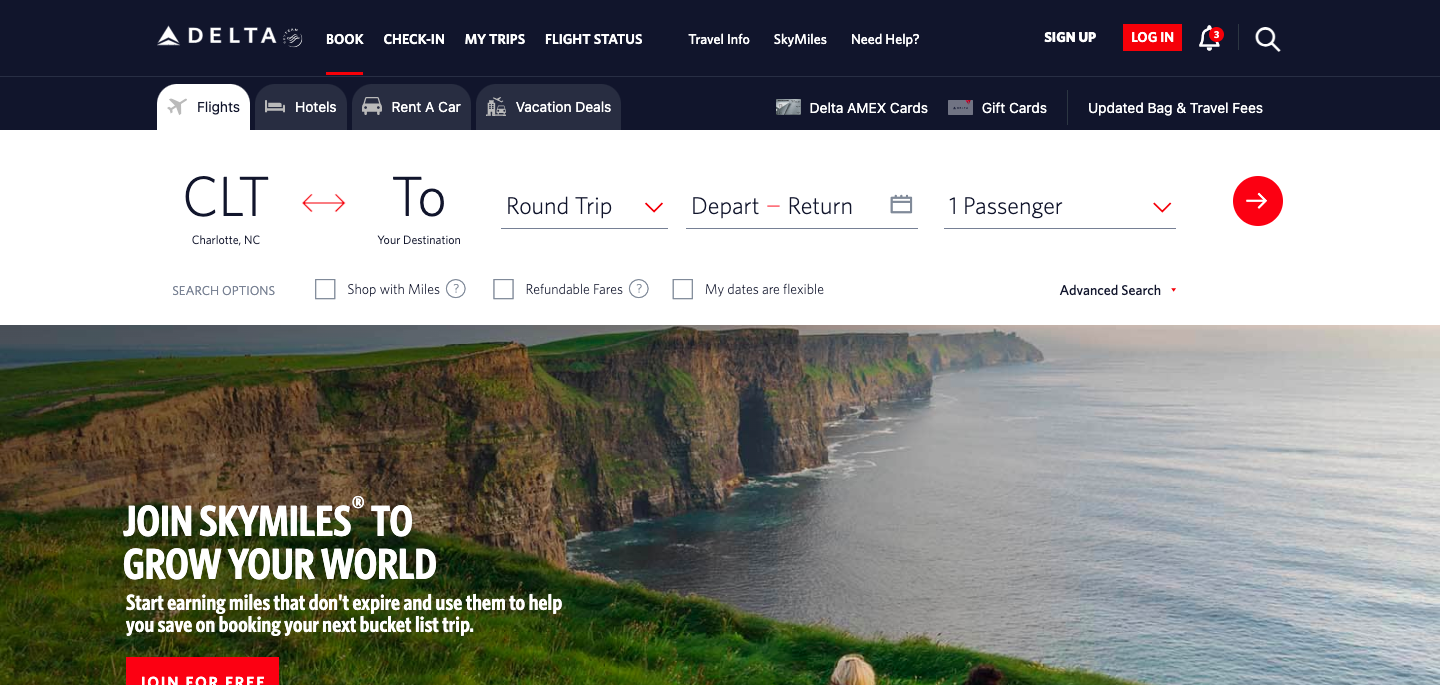 DELTA
BOOK CHECK-IN MY TRIPS FLIGHT STATUS Travel Info SkyMiles Need Help? SIGN UP LOG IN 3
Flights Hotels Rent A Car Vacation Deals Delta AMEX Cards Gift Cards Updated Bag & Travel Fees
CLT To Round Trip Depart – Return 1 Passenger
Charlotte, NC Your Destination
SEARCH OPTIONS Shop with Miles ? Refundable Fares ? My dates are flexible Advanced Search
JOIN SKYMILES® TO
GROW YOUR WORLD
Start earning miles that don't expire and use them to help
you save on booking your next bucket list trip.
JOIN FOR FREE